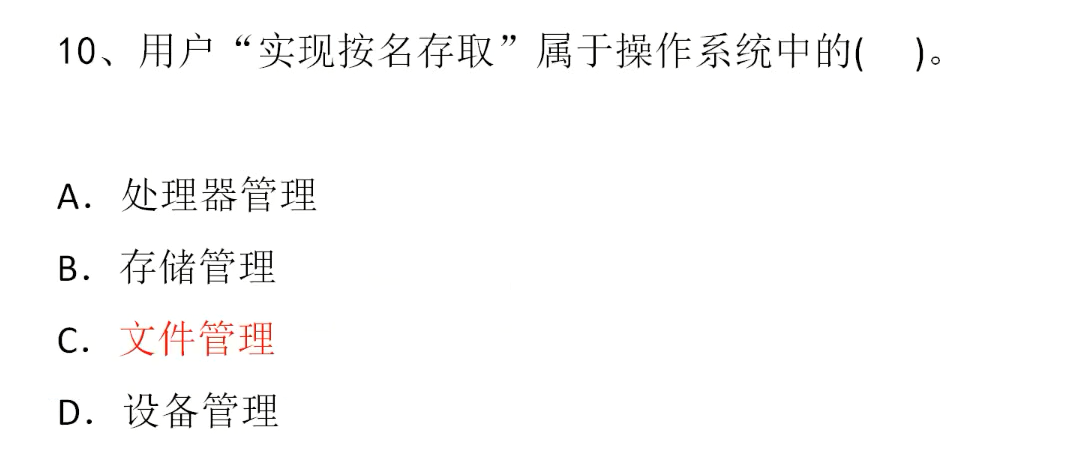 10、用户“实现按名存取”属于操作系统中的(    )。
A. 处理器管理
B. 存储管理
C. 文件管理
D. 设备管理